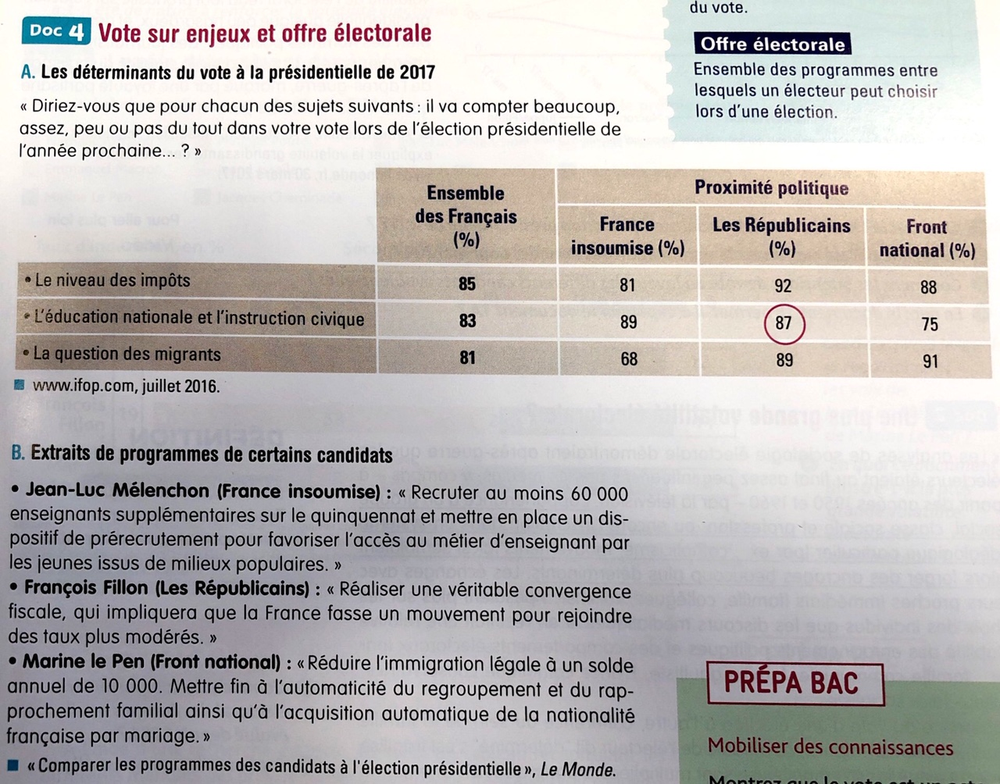 du vote.
Offre électorale
Ensemble des programmes entre
lesquels un électeur peut choisir
lors d'une élection.
Doc 4 Vote sur enjeux et offre électorale
A. Les déterminants du vote à la présidentielle de 2017
« Diriez-vous que pour chacun des sujets suivants : il va compter beaucoup,
assez, peu ou pas du tout dans votre vote lors de l'élection présidentielle de
l'année prochaine... ? »
Ensemble des Français (%)
Proximité politique
France insoumise (%)
Les Républicains (%)
Front national (%)
• Le niveau des impôts 85 81 92 88
• L'éducation nationale et l'instruction civique 83 89 87 75
• La question des migrants 81 68 89 91
www.ifop.com, juillet 2016.
B. Extraits de programmes de certains candidats
• Jean-Luc Mélenchon (France insoumise) : « Recruter au moins 60 000
enseignants supplémentaires sur le quinquennat et mettre en place un dis-
positif de prérecrutement pour favoriser l'accès au métier d'enseignant par
les jeunes issus de milieux populaires. »
• François Fillon (Les Républicains) : « Réaliser une véritable convergence
fiscale, qui impliquera que la France fasse un mouvement pour rejoindre
des taux plus modérés. »
• Marine le Pen (Front national) : « Réduire l'immigration légale à un solde
annuel de 10 000. Mettre fin à l'automaticité du regroupement et du rap-
prochement familial ainsi qu'à l'acquisition automatique de la nationalité
française par mariage. »
« Comparer les programmes des candidats à l'élection présidentielle », Le Monde.
PRÉPA BAC
Mobiliser des connaissances